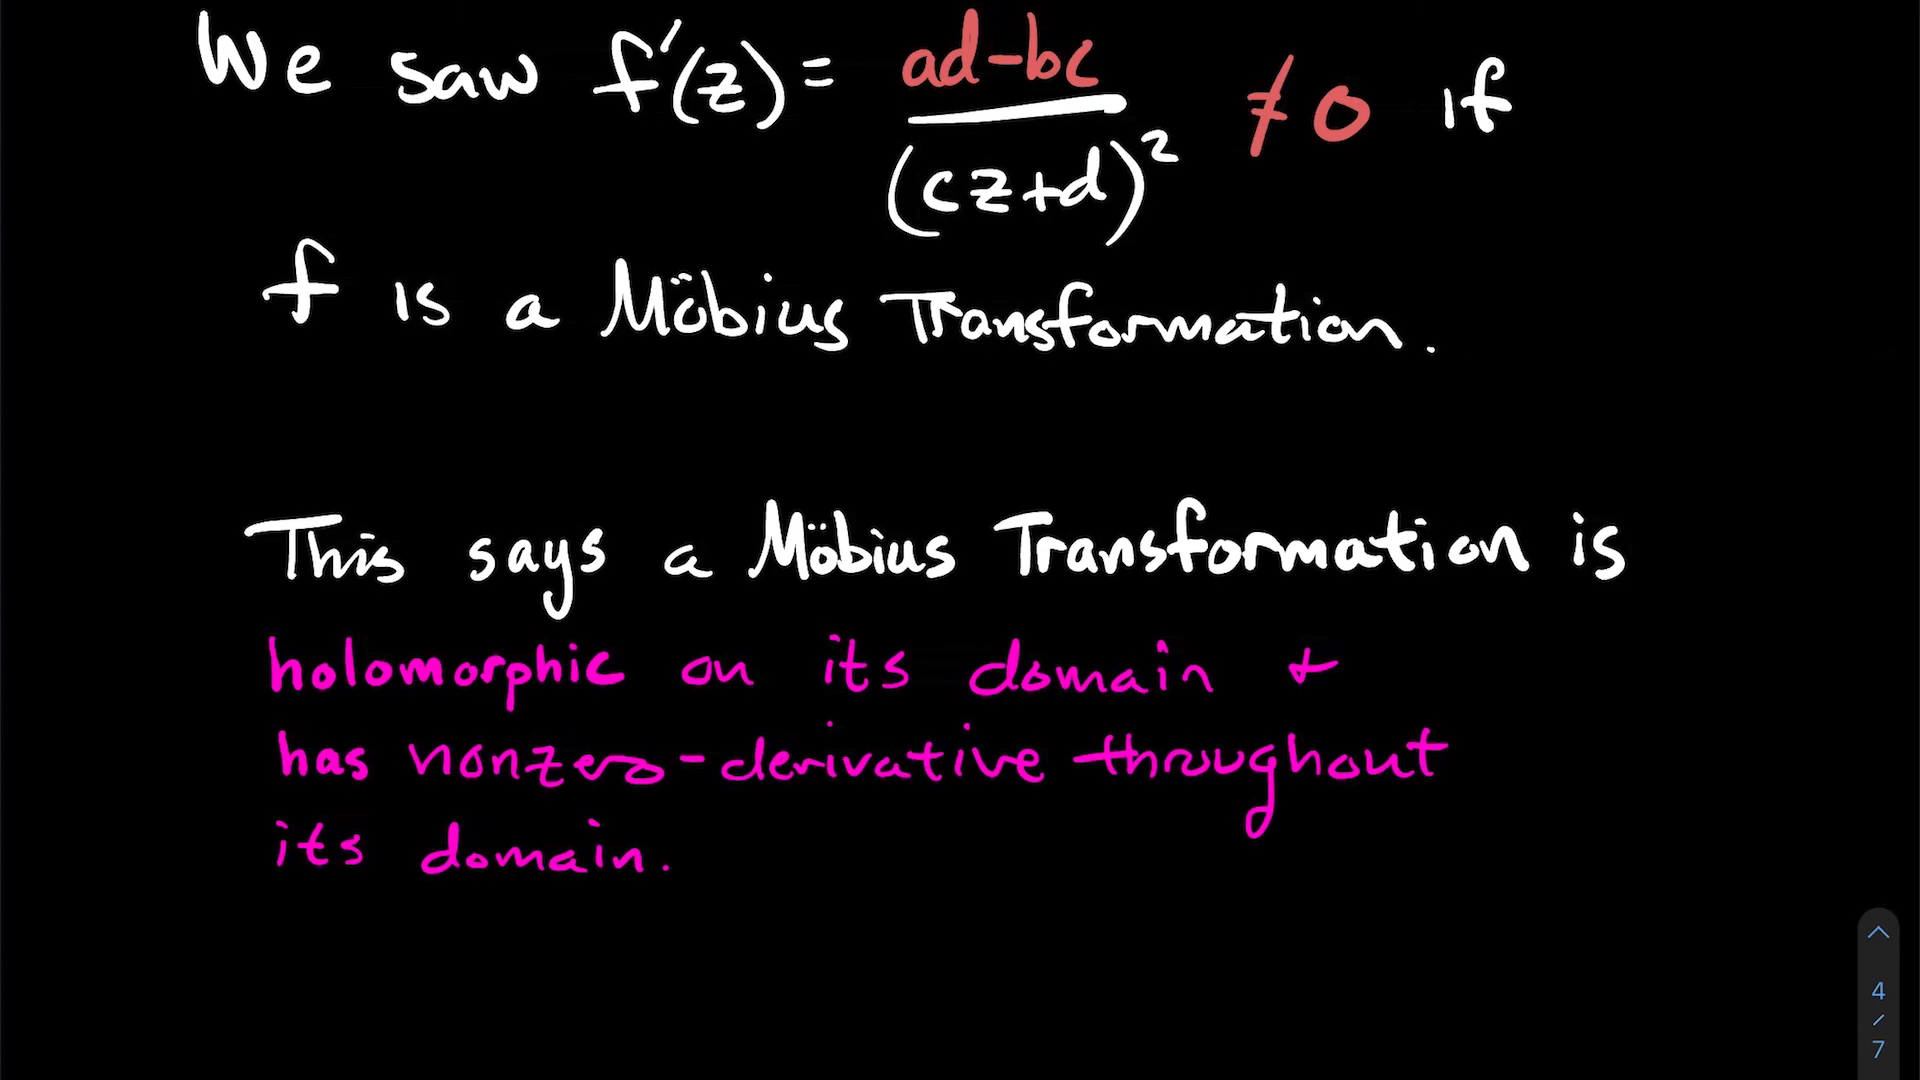 We saw f'(z) = ad-bc / (cz+d)² ≠ 0 if
f is a Möbius Transformation.
This says a Möbius Transformation is
holomorphic on its domain &
has nonzero-derivative throughout
its domain.
4
/
7